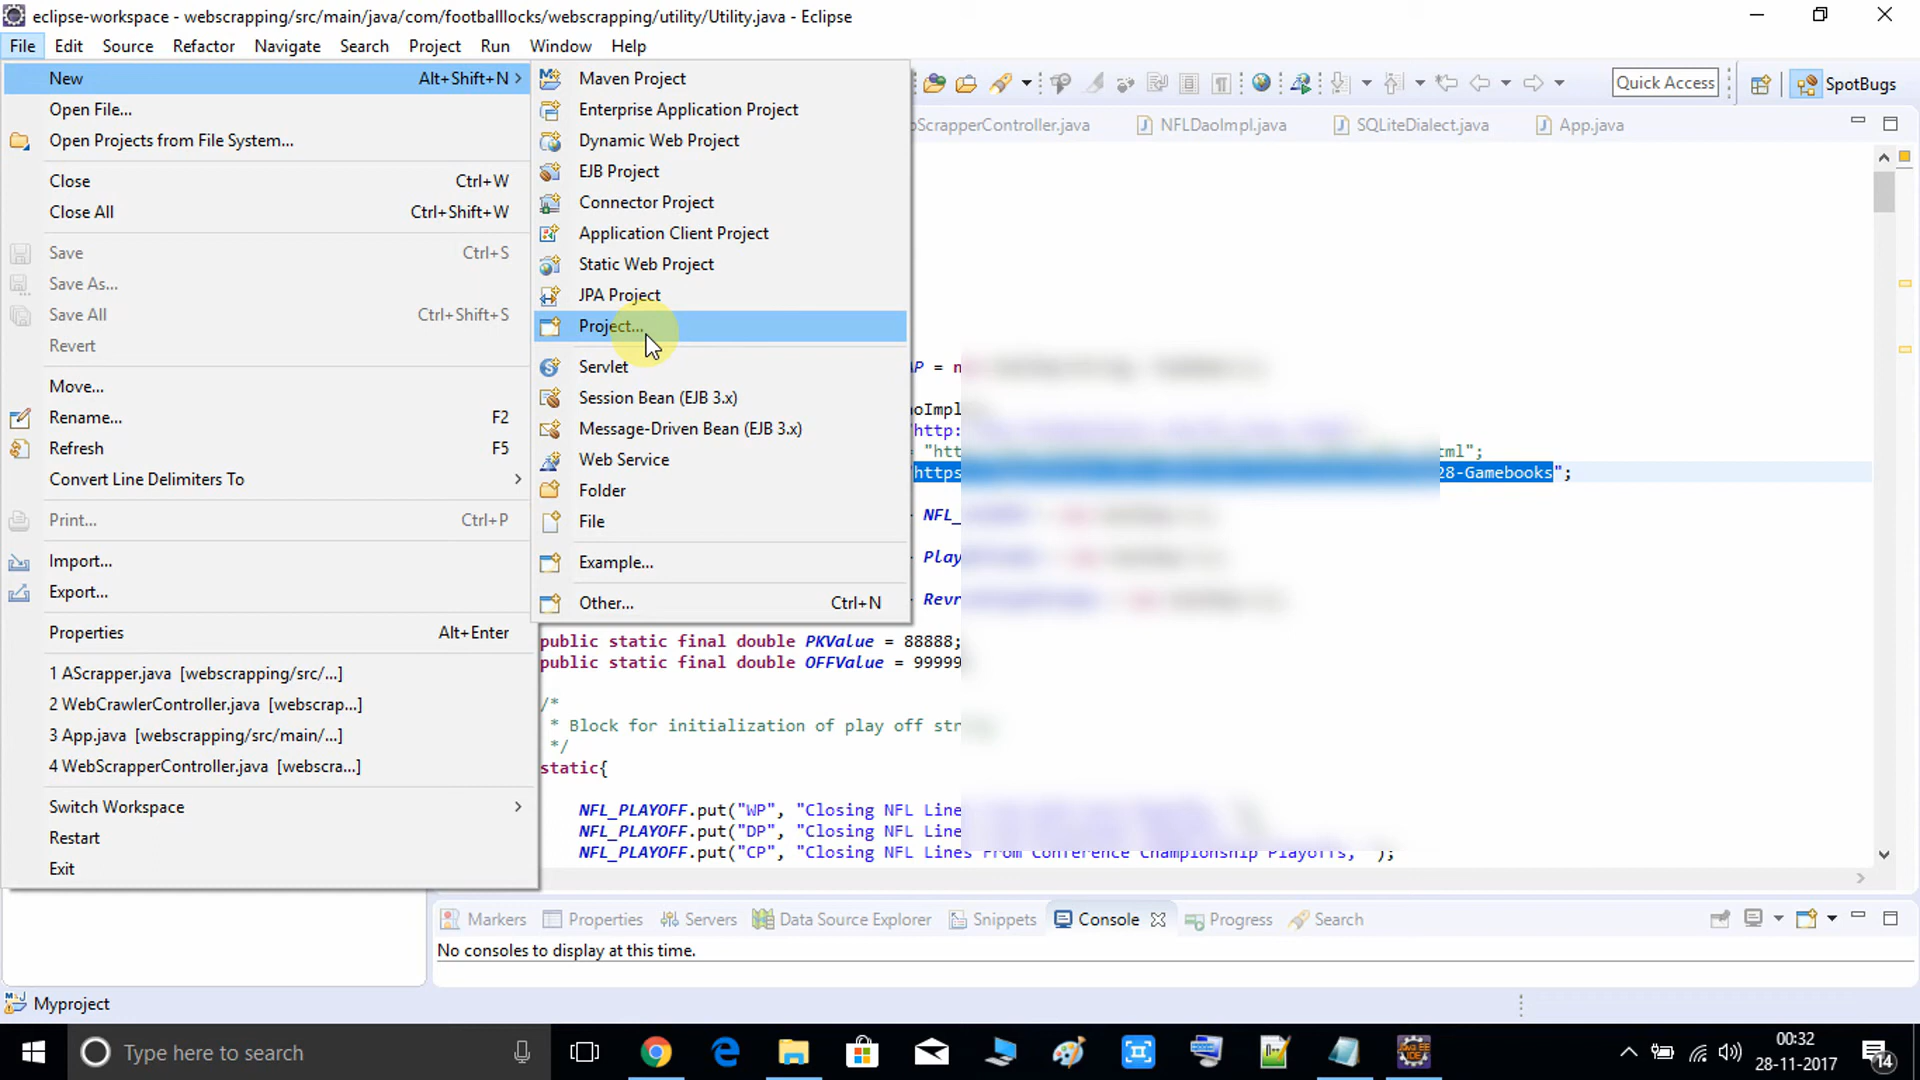 eclipse-workspace - webscrapping/src/main/java/com/footballlocks/webscrapping/utility/Utility.java - Eclipse
File Edit Source Refactor Navigate Search Project Run Window Help
New Alt+Shift+N
Open File...
Open Projects from File System...
Close Ctrl+W
Close All Ctrl+Shift+W
Save Ctrl+S
Save As...
Save All Ctrl+Shift+S
Revert
Move...
Rename... F2
Refresh F5
Convert Line Delimiters To
Print... Ctrl+P
Import...
Export...
Properties Alt+Enter
1 AScrapper.java [webscrapping/src/...]
2 WebCrawlerController.java [webscrap...]
3 App.java [webscrapping/src/main/...]
4 WebScrapperController.java [webscra...]
Switch Workspace
Restart
Exit
Maven Project
Enterprise Application Project
Dynamic Web Project
EJB Project
Connector Project
Application Client Project
Static Web Project
JPA Project
Project...
Servlet
Session Bean (EJB 3.x)
Message-Driven Bean (EJB 3.x)
Web Service
Folder
File
Example...
Other... Ctrl+N
Quick Access SpotBugs
bScrapperController.java NFLDaoImpl.java SQLiteDialect.java App.java
AP = n
aoImpl
"http:
= "htt ml";
"https 28-Gamebooks";
NFL_
Play
Revr
public static final double PKValue = 88888;
public static final double OFFValue = 99999
/*
* Block for initialization of play off str
*/
static{
NFL_PLAYOFF.put("WP", "Closing NFL Lines
NFL_PLAYOFF.put("DP", "Closing NFL Lines
NFL_PLAYOFF.put("CP", "Closing NFL Lines From Conference Championship Playoffs, ");
Markers Properties Servers Data Source Explorer Snippets Console Progress Search
No consoles to display at this time.
Myproject
Type here to search
00:32
28-11-2017
14